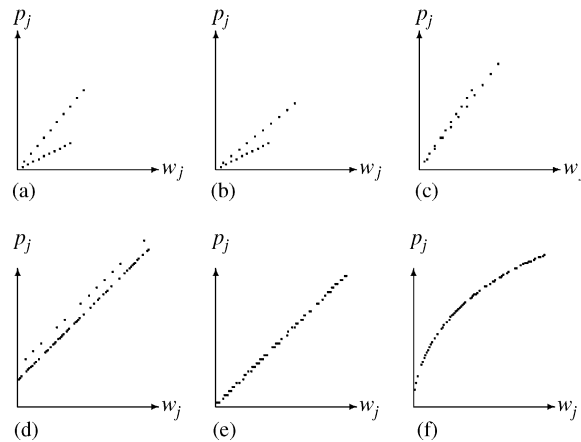 p_j p_j p_j
w_j w_j w
(a) (b) (c)
p_j p_j p_j
w_j w_j w_j
(d) (e) (f)